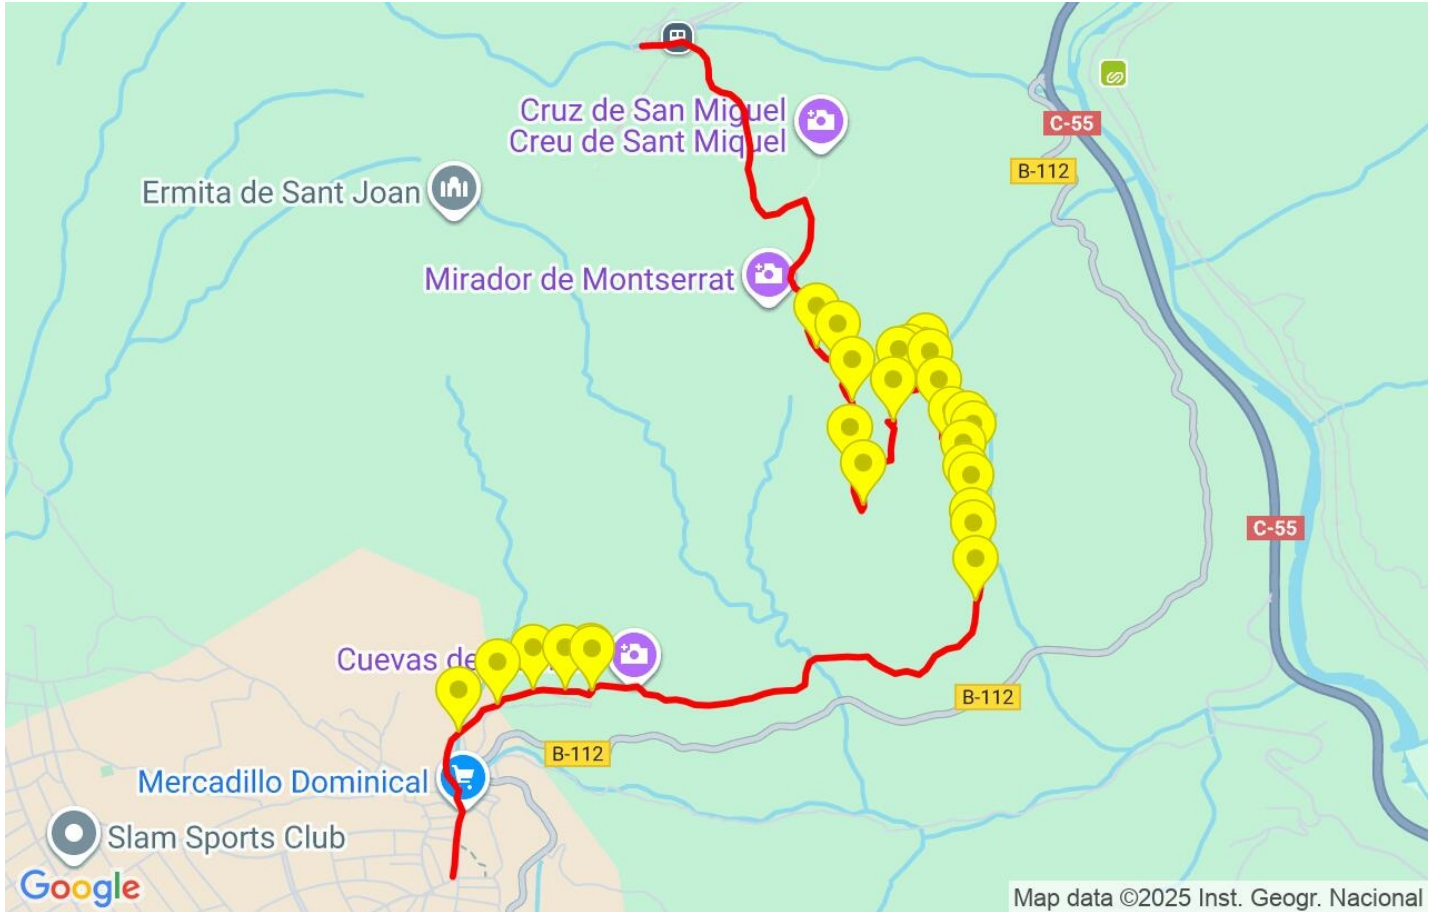 Cruz de San Miguel
Creu de Sant Miquel
C-55
B-112
Ermita de Sant Joan
Mirador de Montserrat
C-55
Cuevas de
B-112
B-112
Mercadillo Dominical
Slam Sports Club
Google
Map data ©2025 Inst. Geogr. Nacional